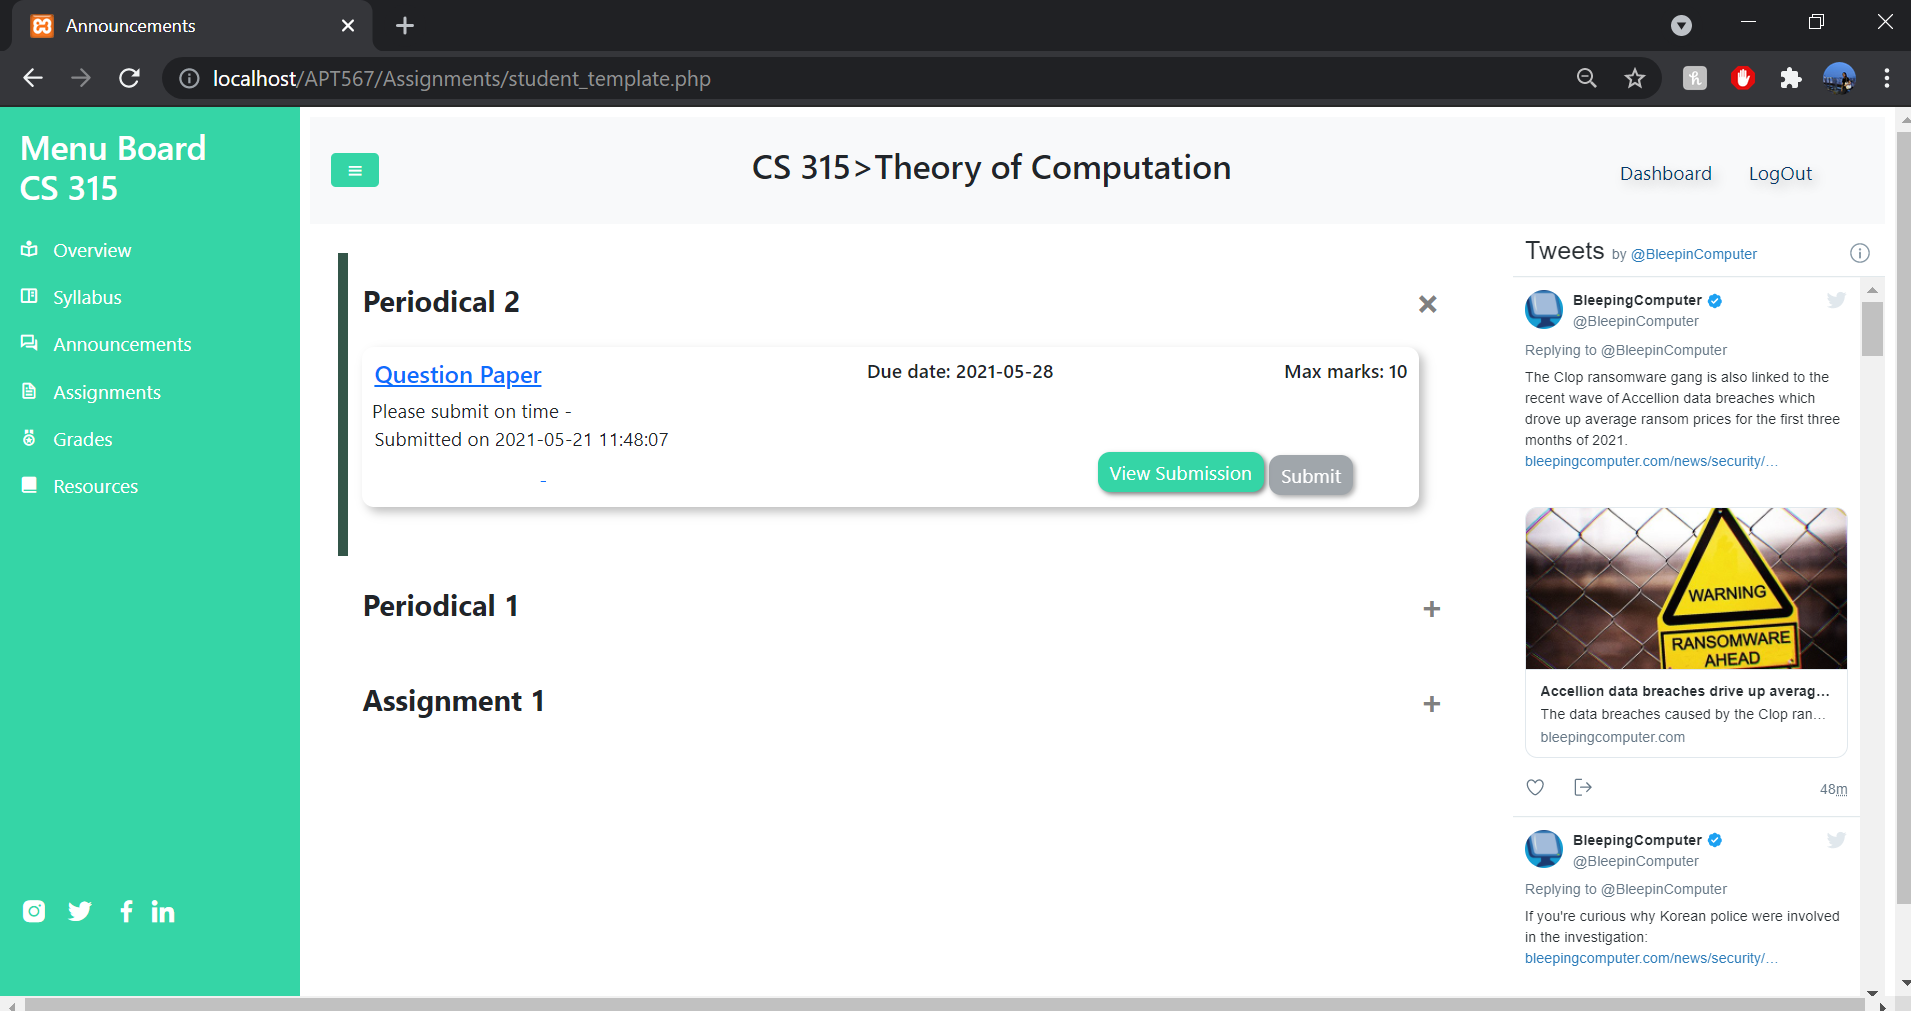 Announcements
localhost/APT567/Assignments/student_template.php
Menu Board
CS 315
Overview
Syllabus
Announcements
Assignments
Grades
Resources
CS 315>Theory of Computation
Dashboard
LogOut
Periodical 2
Question Paper
Due date: 2021-05-28
Max marks: 10
Please submit on time -
Submitted on 2021-05-21 11:48:07
-
View Submission
Submit
Periodical 1
Assignment 1
Tweets by @BleepinComputer
BleepingComputer
@BleepinComputer
Replying to @BleepinComputer
The Clop ransomware gang is also linked to the
recent wave of Accellion data breaches which
drove up average ransom prices for the first three
months of 2021.
bleepingcomputer.com/news/security/…
WARNING
RANSOMWARE
AHEAD
Accellion data breaches drive up averag…
The data breaches caused by the Clop ran…
bleepingcomputer.com
48m
BleepingComputer
@BleepinComputer
Replying to @BleepinComputer
If you're curious why Korean police were involved
in the investigation:
bleepingcomputer.com/news/security/…